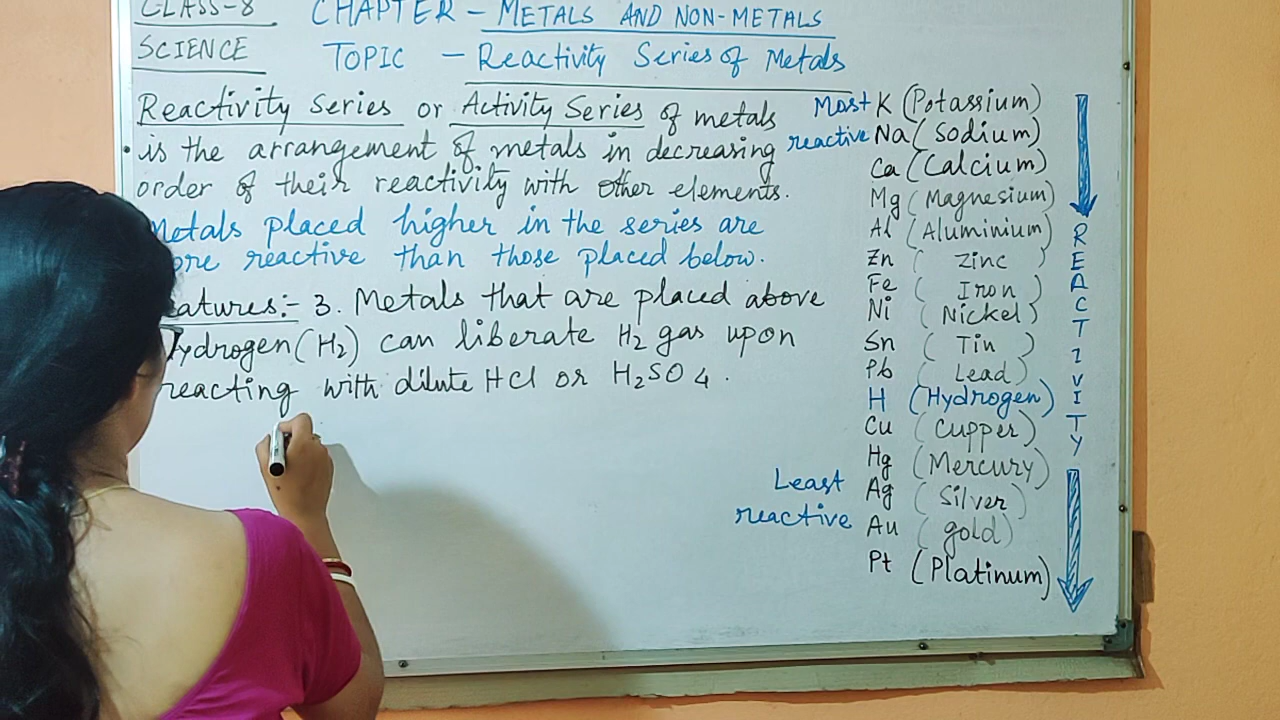 CLASS-8
CHAPTER - METALS AND NON-METALS
SCIENCE
TOPIC - Reactivity Series of Metals
Reactivity Series or Activity Series of metals
is the arrangement of metals in decreasing
order of their reactivity with other elements.
Metals placed higher in the series are
reactive than those placed below.
atures:- 3. Metals that are placed above
Hydrogen (H2) can liberate H2 gas upon
reacting with dilute HCl or H2SO4.
Most
reactive
K (Potassium)
Na (Sodium)
Ca (Calcium)
Mg (Magnesium)
Al (Aluminium)
Zn (Zinc)
Fe (Iron)
Ni (Nickel)
Sn (Tin)
Pb (Lead)
H (Hydrogen)
Cu (Cupper)
Hg (Mercury)
Ag (Silver)
Au (gold)
Pt (Platinum)
Least
reactive
REACTIVITY